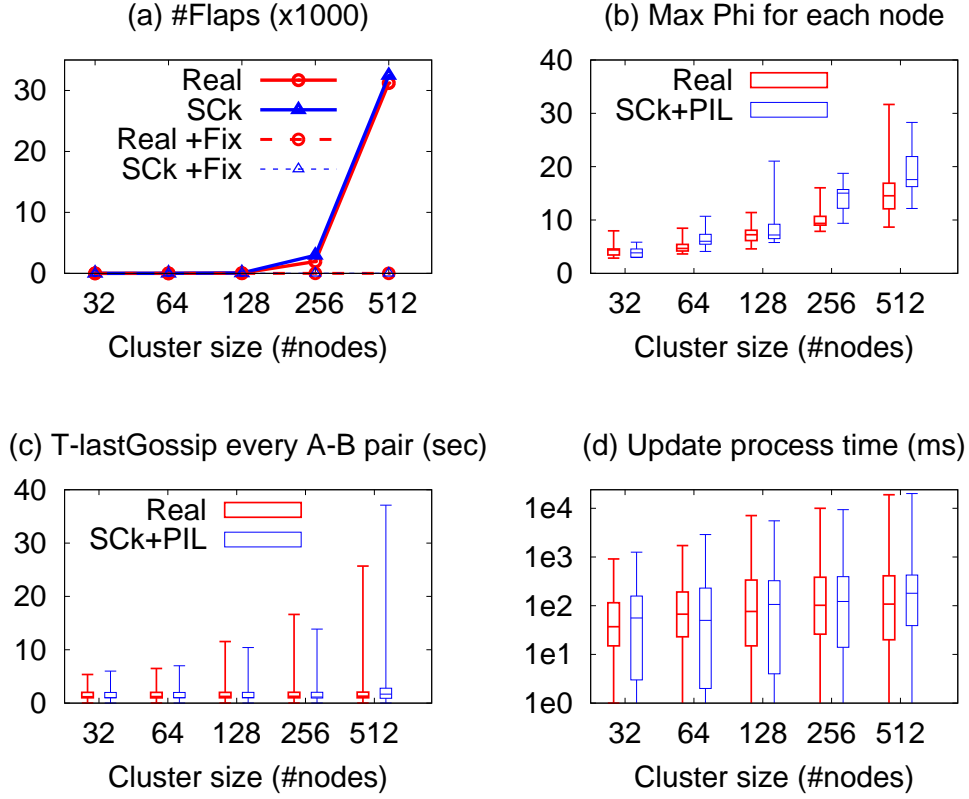 (a) #Flaps (x1000)
30
20
10
0
Real
SCk
Real +Fix
SCk +Fix
32 64 128 256 512
Cluster size (#nodes)
(b) Max Phi for each node
40
30
20
10
0
Real
SCk+PIL
32 64 128 256 512
Cluster size (#nodes)
(c) T-lastGossip every A-B pair (sec)
40
30
20
10
0
Real
SCk+PIL
32 64 128 256 512
Cluster size (#nodes)
(d) Update process time (ms)
1e4
1e3
1e2
1e1
1e0
32 64 128 256 512
Cluster size (#nodes)